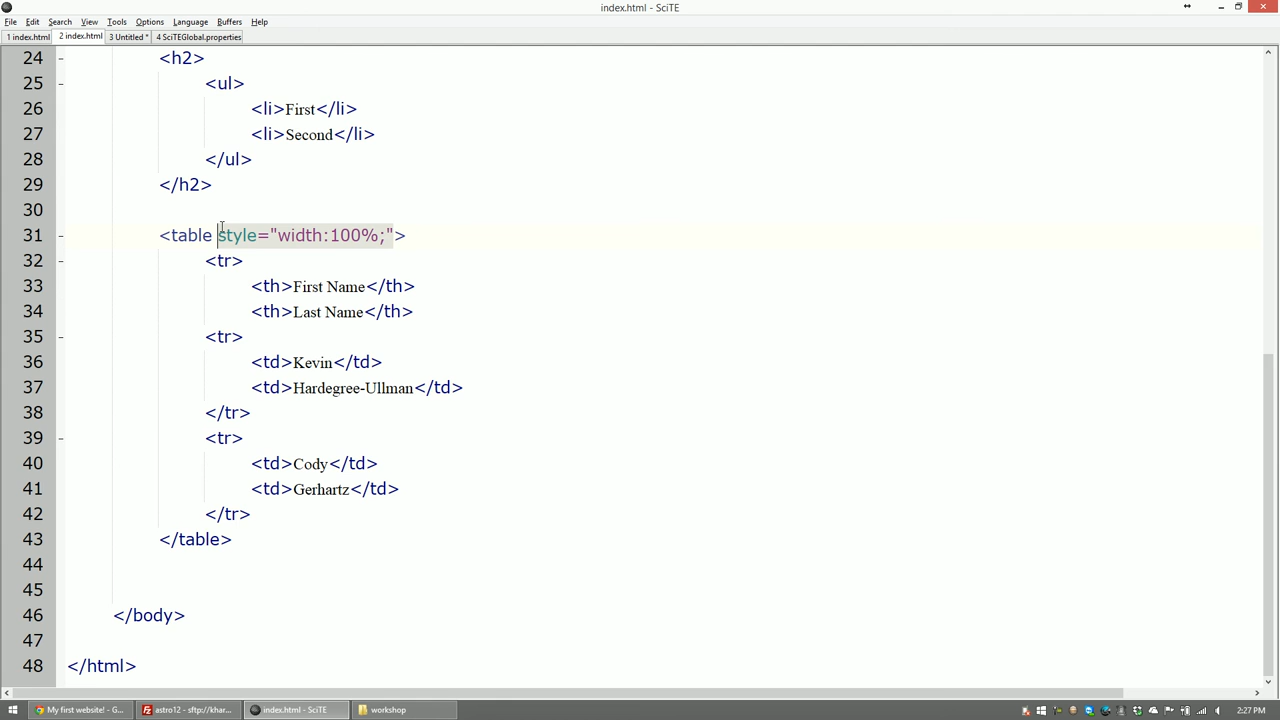 index.html - SciTE
File Edit Search View Tools Options Language Buffers Help
1 index.html 2 index.html 3 Untitled * 4 SciTEGlobal.properties
24 <h2>
25 <ul>
26 <li>First</li>
27 <li>Second</li>
28 </ul>
29 </h2>
30
31 <table style="width:100%;">
32 <tr>
33 <th>First Name</th>
34 <th>Last Name</th>
35 <tr>
36 <td>Kevin</td>
37 <td>Hardegree-Ullman</td>
38 </tr>
39 <tr>
40 <td>Cody</td>
41 <td>Gerhartz</td>
42 </tr>
43 </table>
44
45
46 </body>
47
48 </html>
My first website! - G... astro12 - sftp://khar... index.html - SciTE workshop 2:27 PM